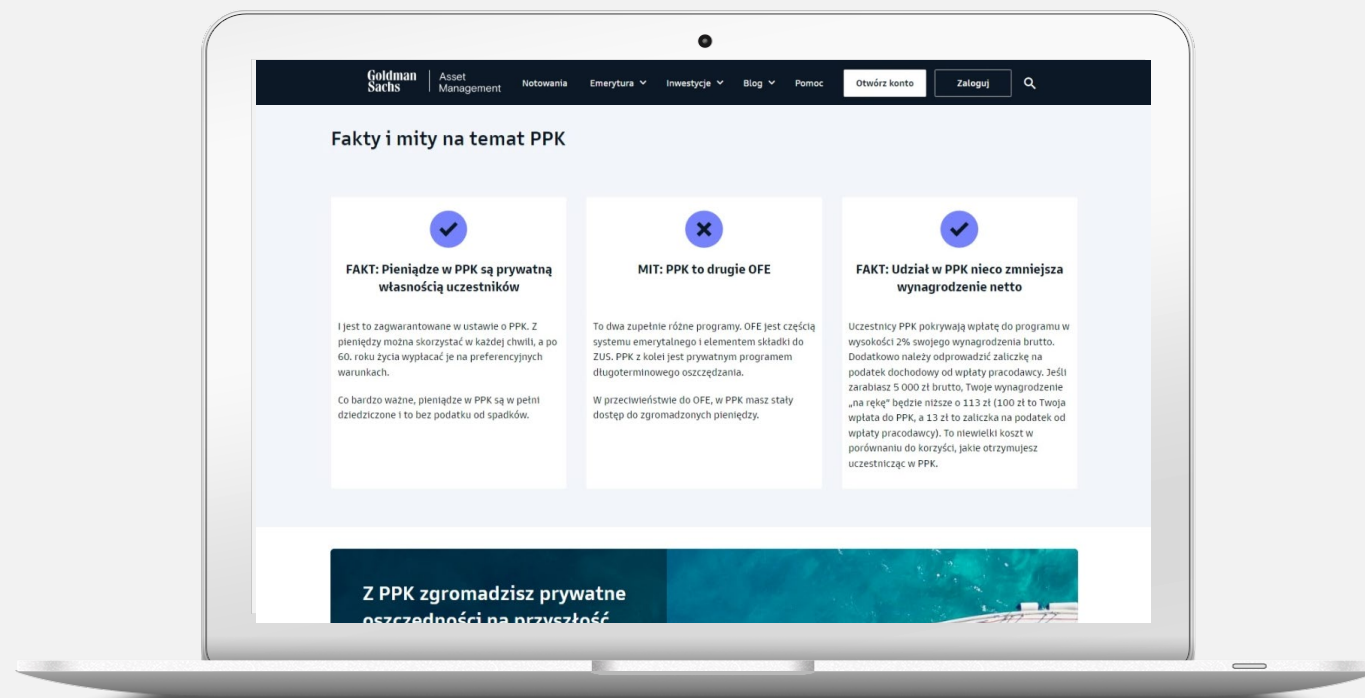 Goldman
Sachs
Asset
Management
Notowania
Emerytura
Inwestycje
Blog
Pomoc
Otwórz konto
Zaloguj
Fakty i mity na temat PPK
FAKT: Pieniądze w PPK są prywatną
własnością uczestników
I jest to zagwarantowane w ustawie o PPK. Z
pieniędzy można skorzystać w każdej chwili, a po
60. roku życia wypłacać je na preferencyjnych
warunkach.
Co bardzo ważne, pieniądze w PPK są w pełni
dziedziczone i to bez podatku od spadków.
MIT: PPK to drugie OFE
To dwa zupełnie różne programy. OFE jest częścią
systemu emerytalnego i elementem składki do
ZUS. PPK z kolei jest prywatnym programem
długoterminowego oszczędzania.
W przeciwieństwie do OFE, w PPK masz stały
dostęp do zgromadzonych pieniędzy.
FAKT: Udział w PPK nieco zmniejsza
wynagrodzenie netto
Uczestnicy PPK pokrywają wpłatę do programu w
wysokości 2% swojego wynagrodzenia brutto.
Dodatkowo należy odprowadzić zaliczkę na
podatek dochodowy od wpłaty pracodawcy. Jeśli
zarabiasz 5 000 zł brutto, Twoje wynagrodzenie
„na rękę” będzie niższe o 113 zł (100 zł to Twoja
wpłata do PPK, a 13 zł to zaliczka na podatek od
wpłaty pracodawcy). To niewielki koszt w
porównaniu do korzyści, jakie otrzymujesz
uczestnicząc w PPK.
Z PPK zgromadzisz prywatne
oszczędności na przyszłość